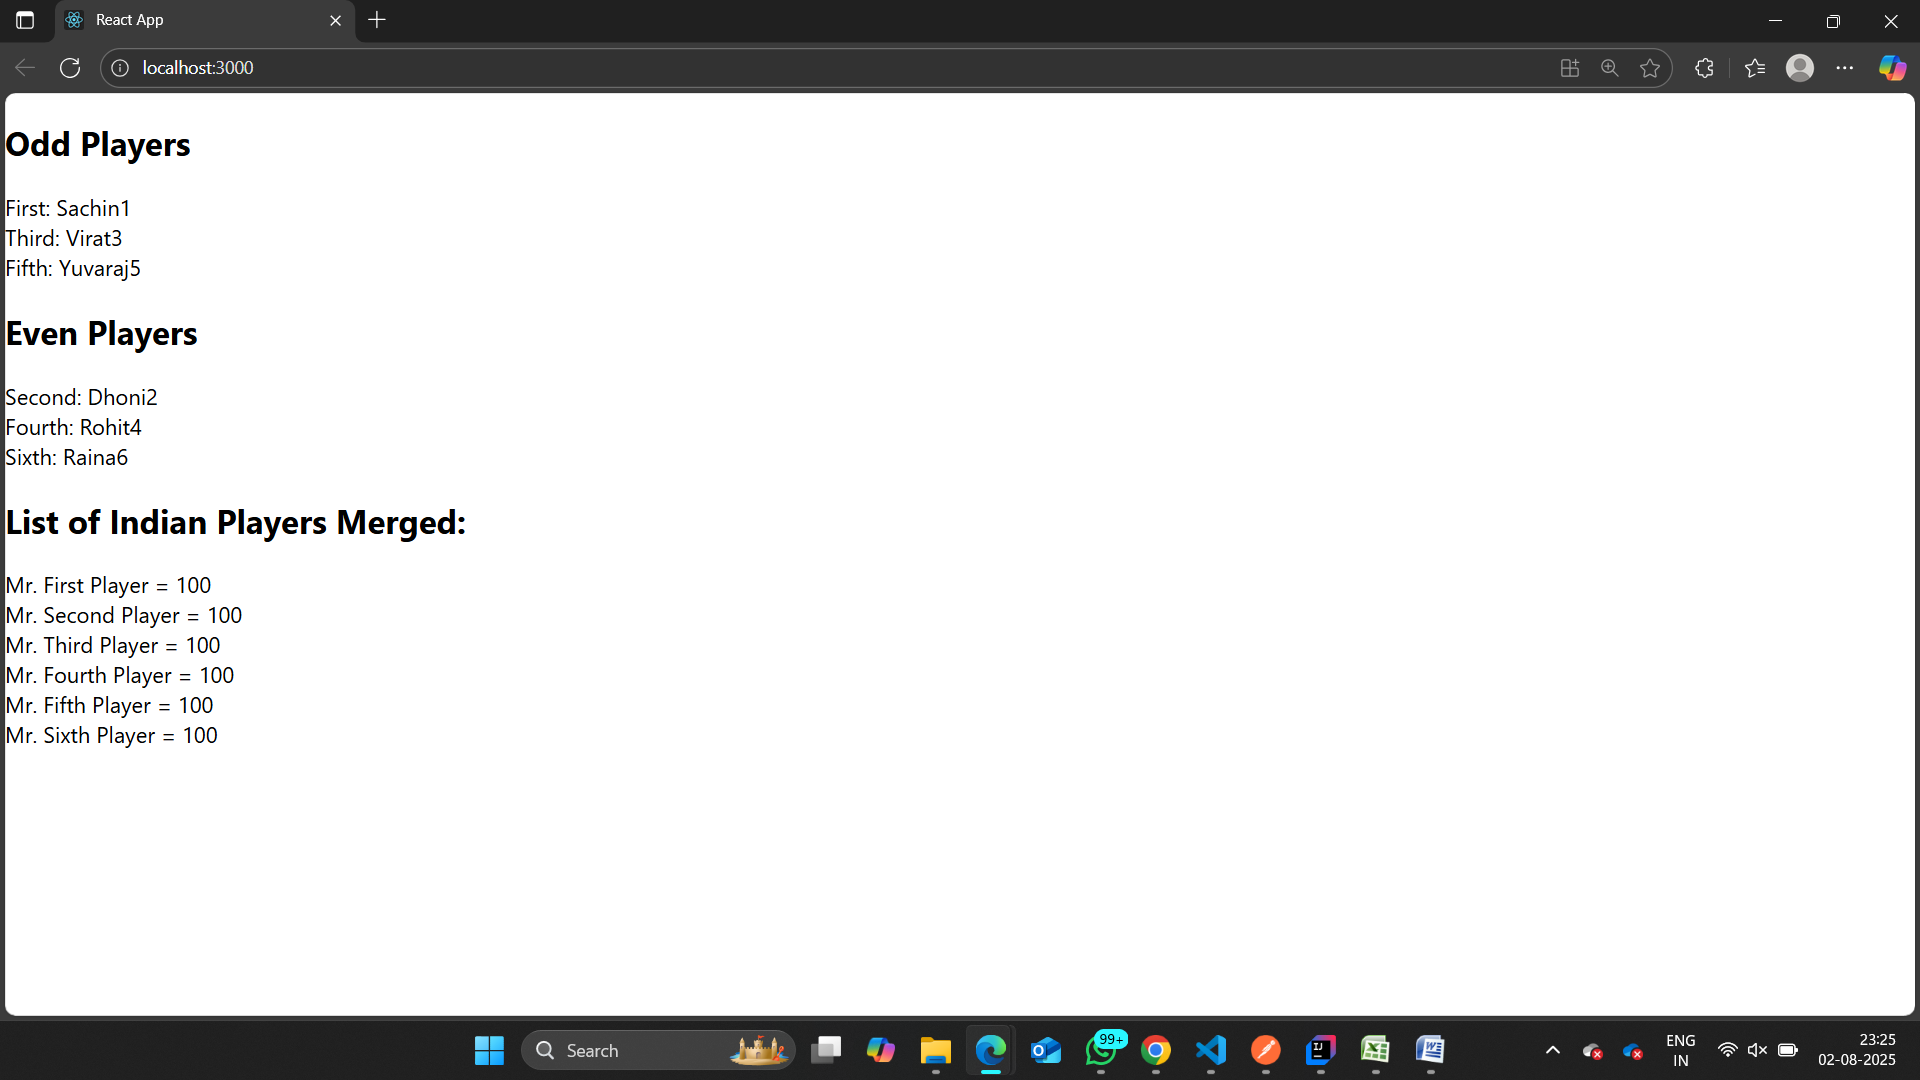 React App
localhost:3000
Odd Players
First: Sachin1
Third: Virat3
Fifth: Yuvaraj5
Even Players
Second: Dhoni2
Fourth: Rohit4
Sixth: Raina6
List of Indian Players Merged:
Mr. First Player = 100
Mr. Second Player = 100
Mr. Third Player = 100
Mr. Fourth Player = 100
Mr. Fifth Player = 100
Mr. Sixth Player = 100
Search
99+
ENG
IN
23:25
02-08-2025